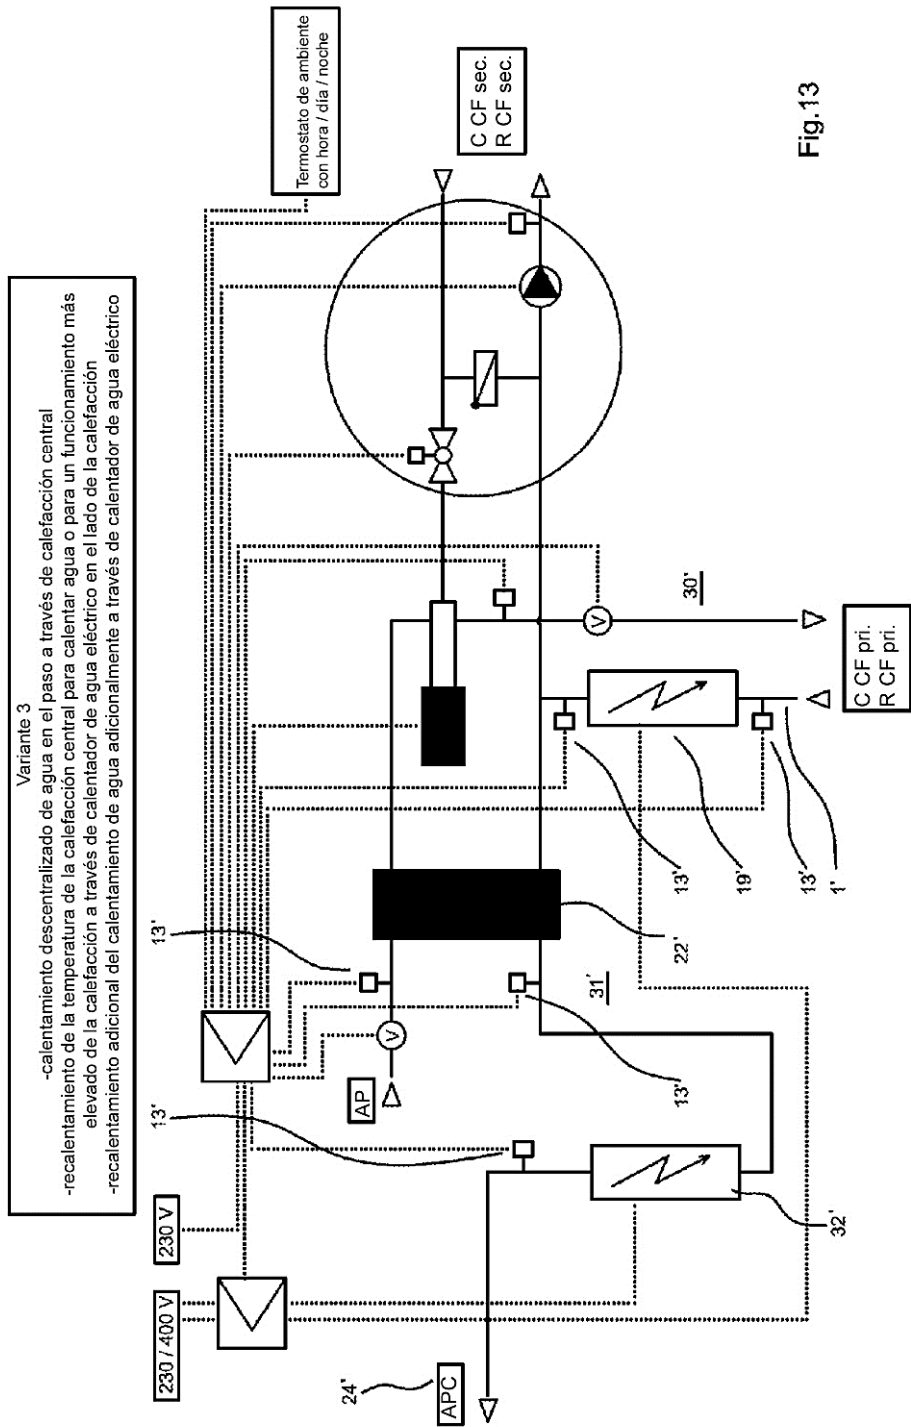 Variante 3
-calentamiento descentralizado de agua en el paso a través de calefacción central
-recalentamiento de la temperatura de la calefacción central para calentar agua o para un funcionamiento más
elevado de la calefacción a través de calentador de agua eléctrico en el lado de la calefacción
-recalentamiento adicional del calentamiento de agua adicionalmente a través de calentador de agua eléctrico
230 / 400 V
230 V
Termostato de ambiente
con hora / día / noche
13'
13'
AP
V
24'
APC
C CF sec.
R CF sec.
V
31'
30'
13'
32'
22'
13'
19'
13'
1'
C CF pri.
R CF pri.
Fig.13